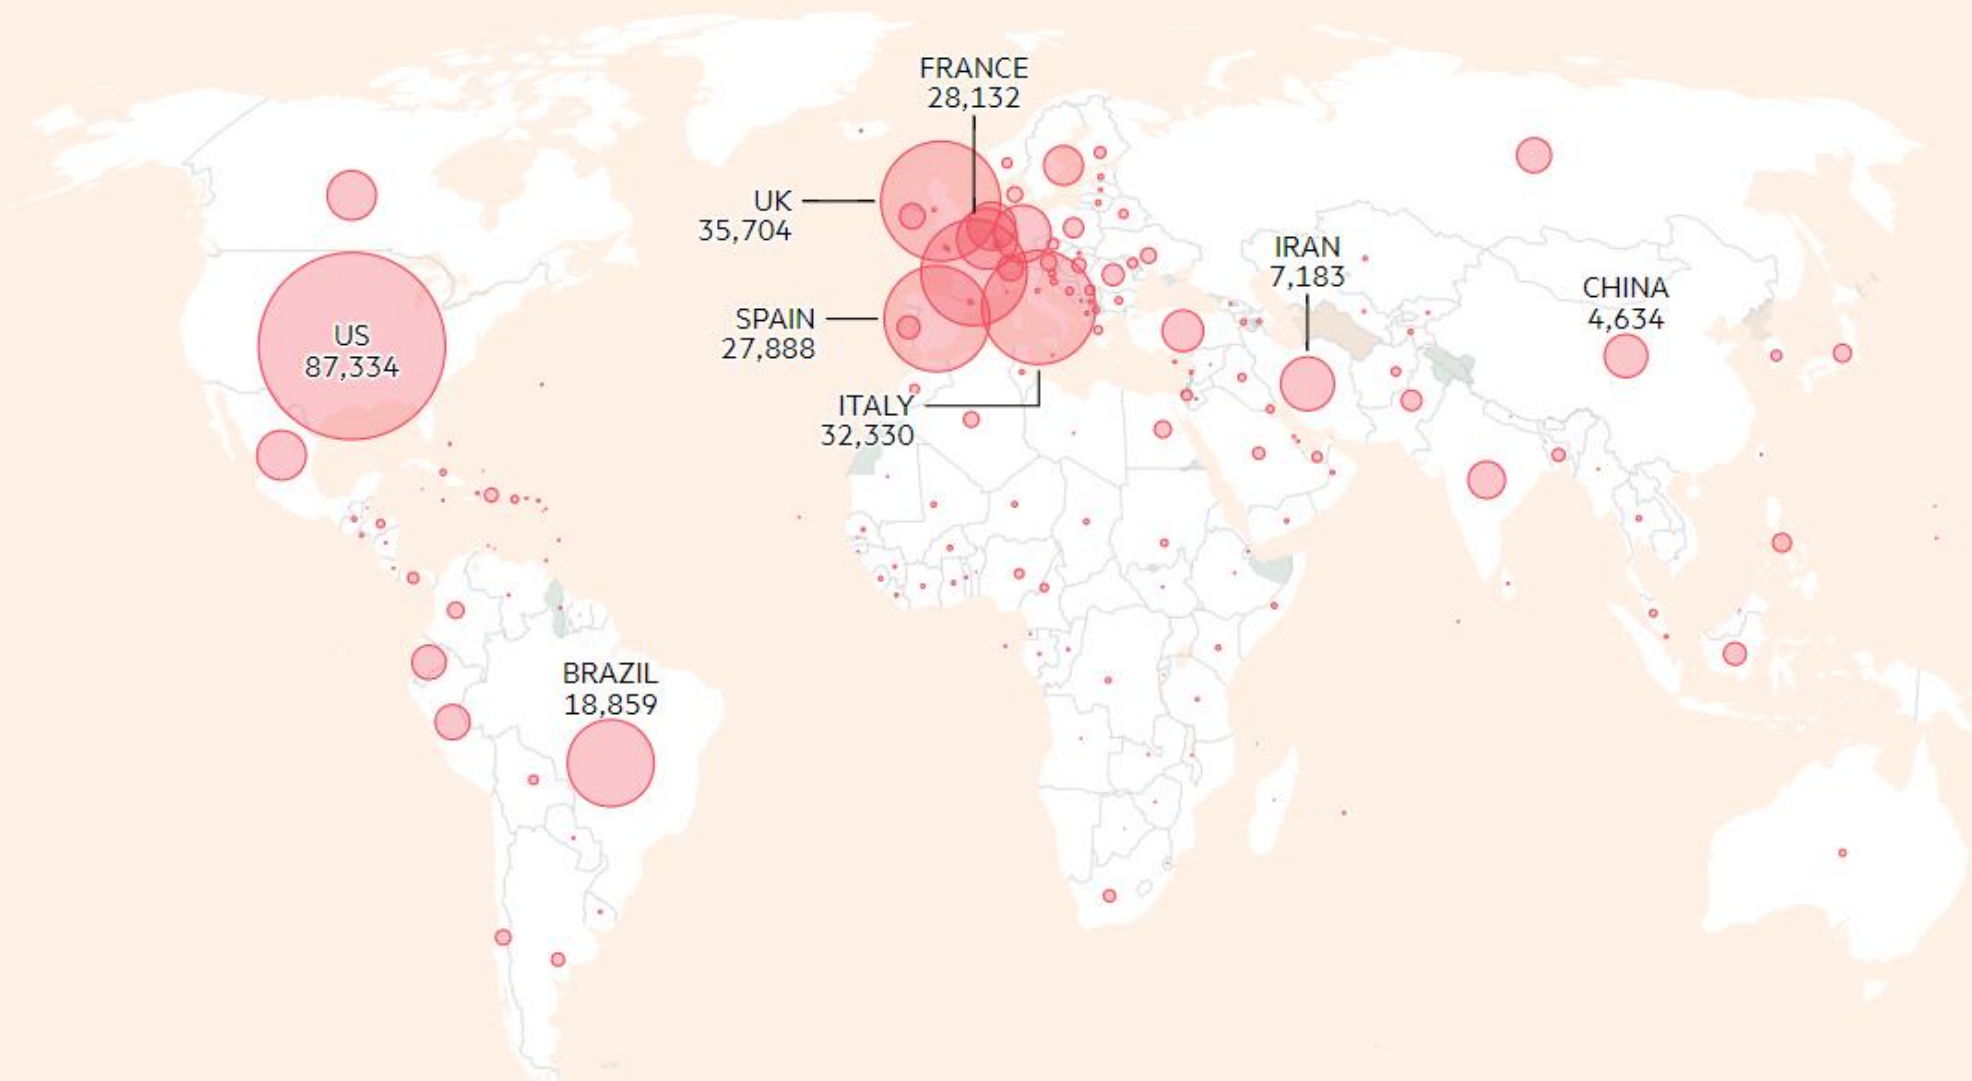 FRANCE
28,132
UK
35,704
IRAN
7,183
CHINA
4,634
SPAIN
27,888
US
87,334
ITALY
32,330
BRAZIL
18,859